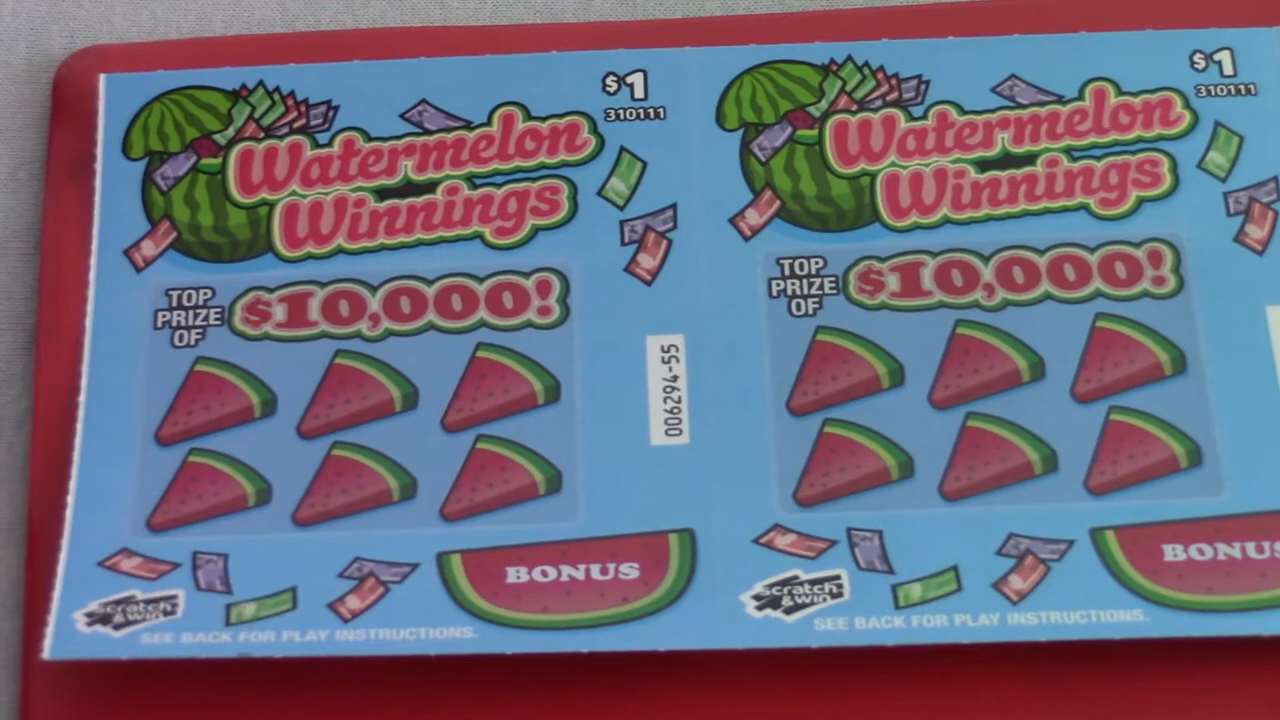 $1
310111
Watermelon
Winnings
TOP
PRIZE
OF
$10,000!
006294-55
BONUS
Scratch
&Win
SEE BACK FOR PLAY INSTRUCTIONS.
$1
310111
Watermelon
Winnings
TOP
PRIZE
OF
$10,000!
BONUS
Scratch
&Win
SEE BACK FOR PLAY INSTRUCTIONS.